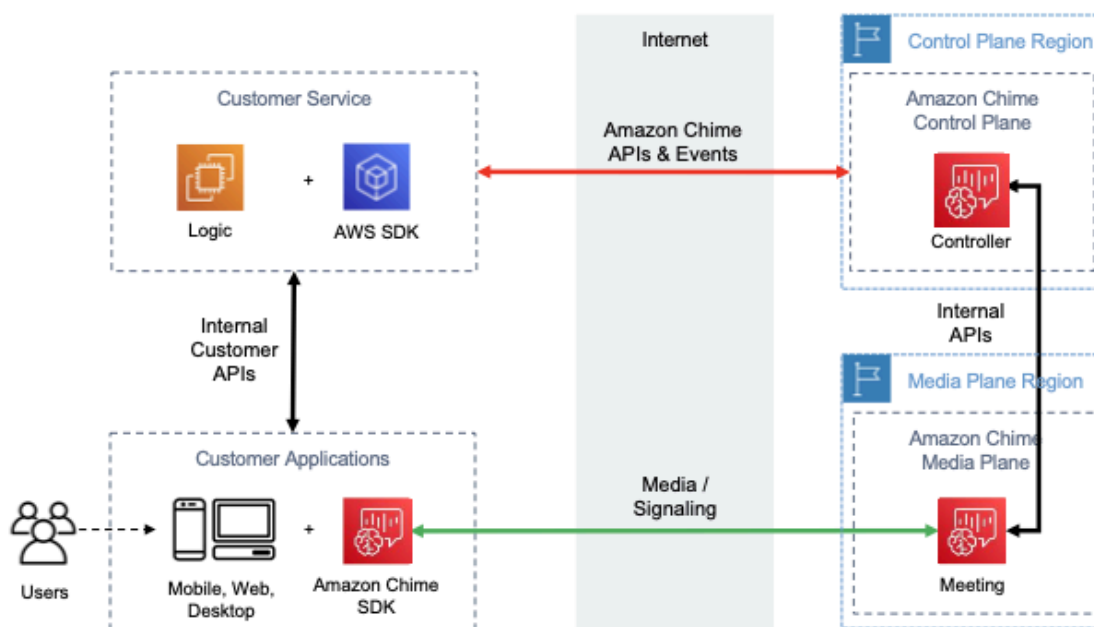 Internet
Control Plane Region
Customer Service
Amazon Chime
Control Plane
Amazon Chime
APIs & Events
+
Logic
AWS SDK
Controller
Internal
Customer
APIs
Internal
APIs
Media Plane Region
Customer Applications
Amazon Chime
Media Plane
Media /
Signaling
+
Users
Mobile, Web,
Desktop
Amazon Chime
SDK
Meeting